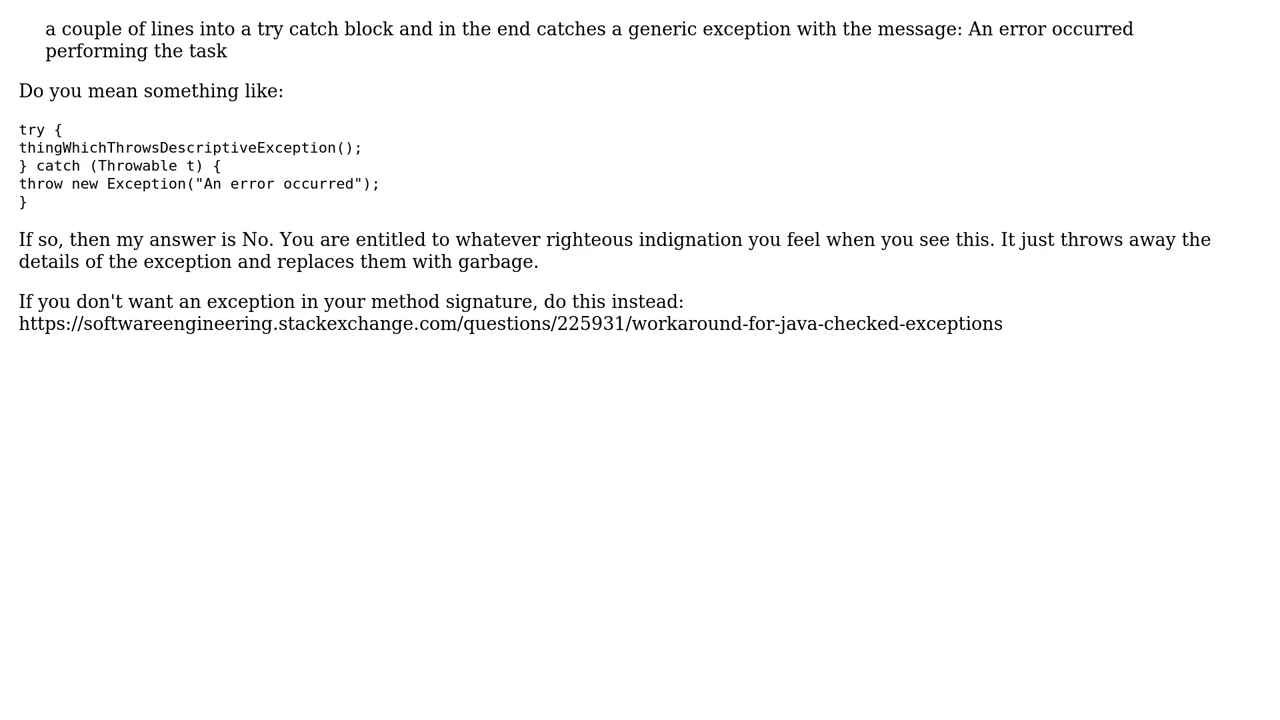 a couple of lines into a try catch block and in the end catches a generic exception with the message: An error occurred
performing the task
Do you mean something like:
try {
thingWhichThrowsDescriptiveException();
} catch (Throwable t) {
throw new Exception("An error occurred");
}
If so, then my answer is No. You are entitled to whatever righteous indignation you feel when you see this. It just throws away the
details of the exception and replaces them with garbage.
If you don't want an exception in your method signature, do this instead:
https://softwareengineering.stackexchange.com/questions/225931/workaround-for-java-checked-exceptions